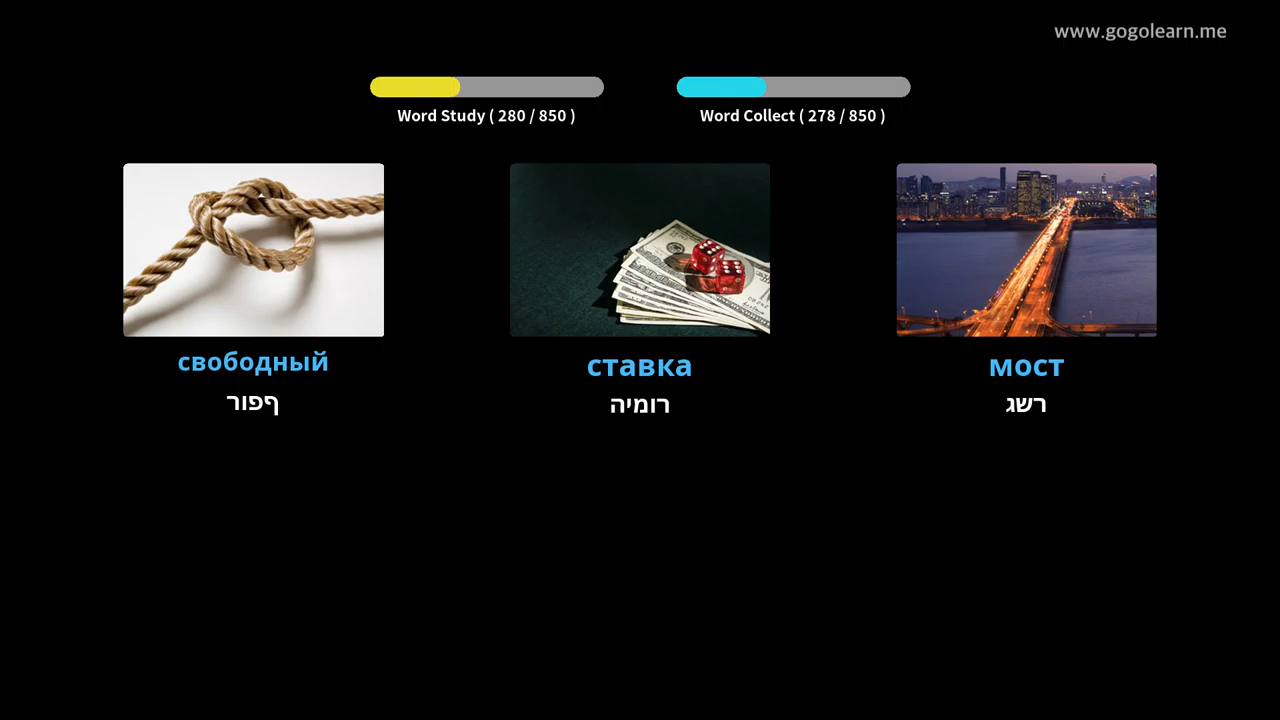 www.gogolearn.me
Word Study ( 280 / 850 )
Word Collect ( 278 / 850 )
свободный
ףפור
ставка
רומיה
мост
רשג